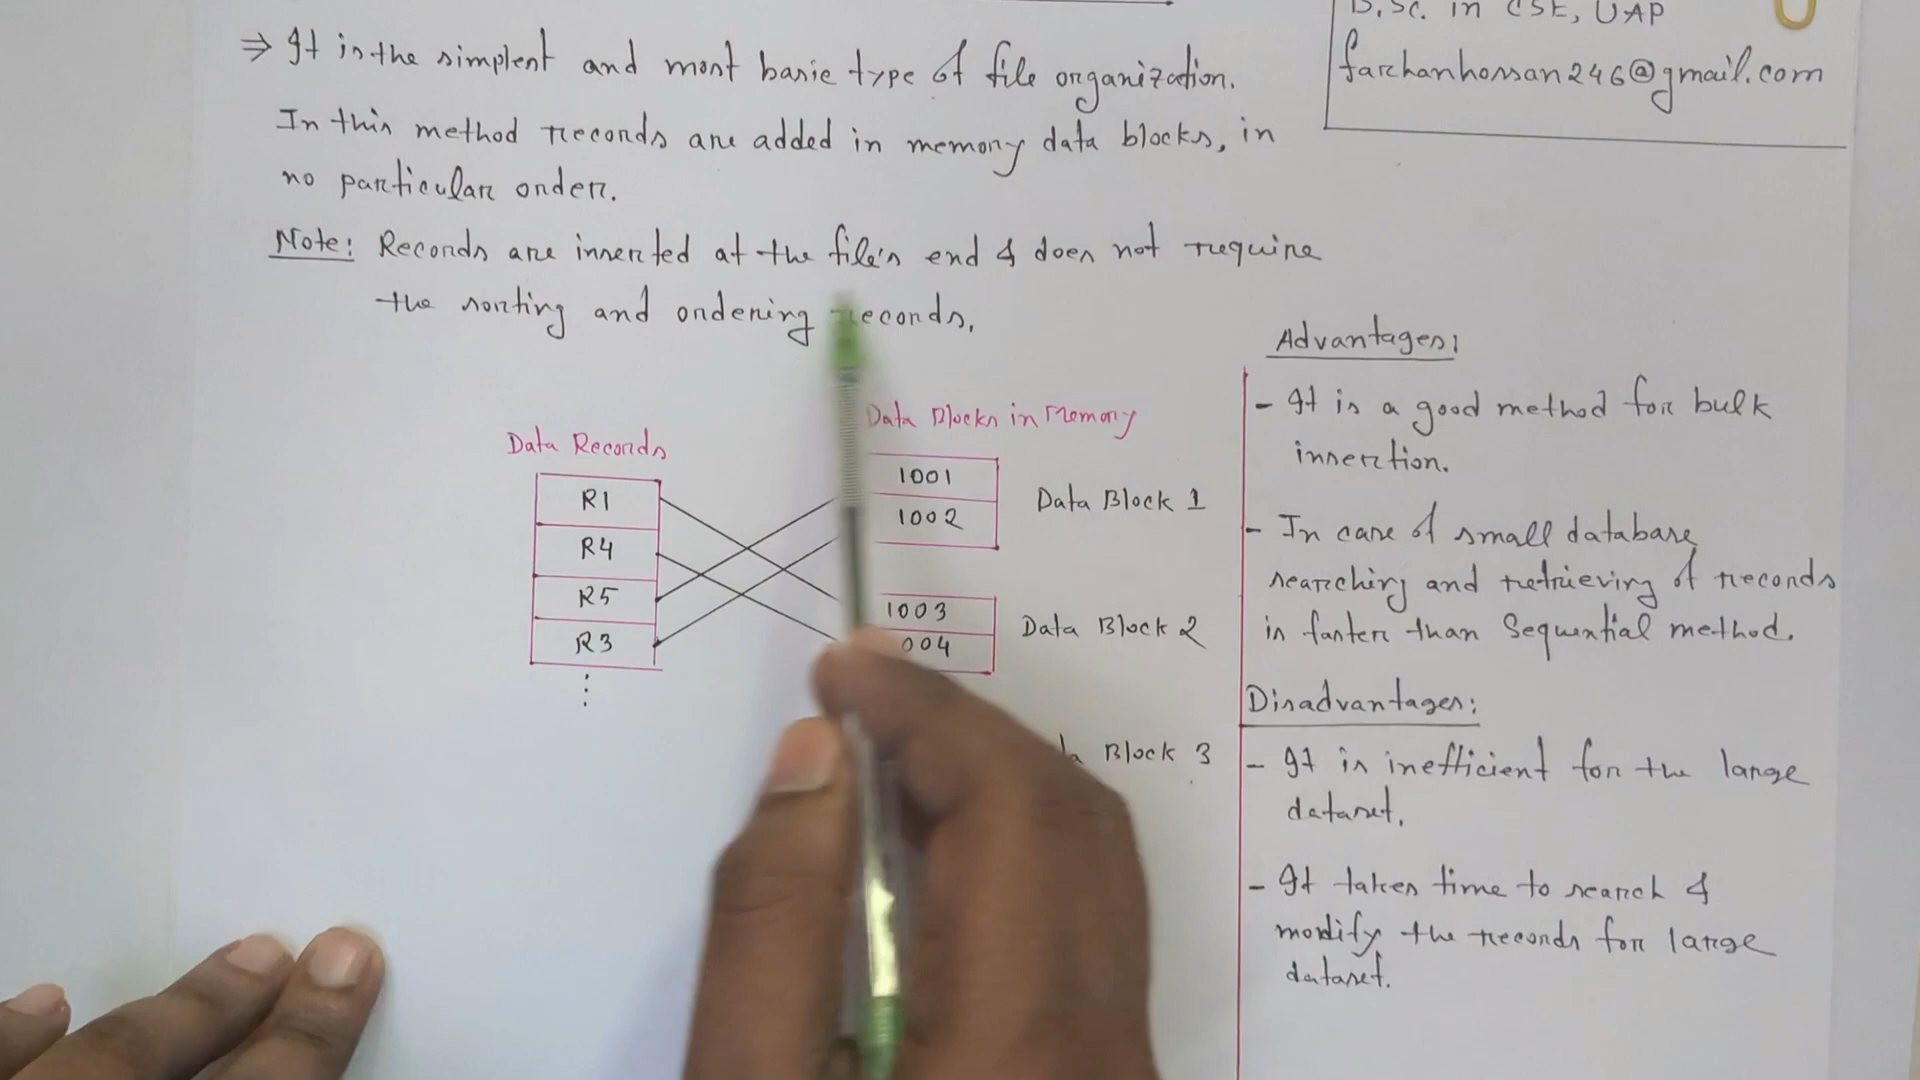 B.Sc. in CSE, UAP
farhanhossan246@gmail.com
⇒ It is the simplest and most basic type of file organization.
In this method records are added in memory data blocks, in
no particular order.
Note: Records are inserted at the file's end & does not require
the sorting and ordering records.
Data Records
R1
R4
R5
R3
⋮
Data Blocks in Memory
1001
1002
Data Block 1
1003
004
Data Block 2
Block 3
Advantages:
- It is a good method for bulk
insertion.
- In case of small database
searching and retrieving of records
is faster than Sequential method.
Disadvantages:
- It is inefficient for the large
dataset.
- It takes time to search &
modify the records for large
dataset.